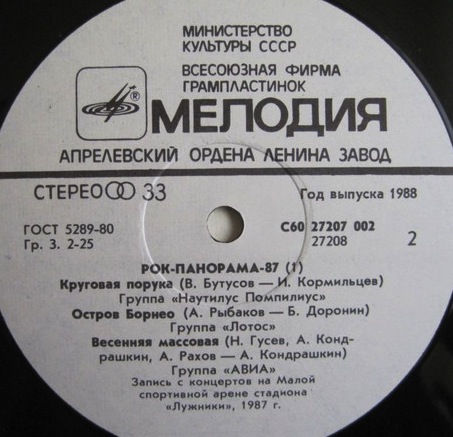 МИНИСТЕРСТВО
КУЛЬТУРЫ СССР
ВСЕСОЮЗНАЯ ФИРМА
ГРАМПЛАСТИНОК
®
МЕЛОДИЯ
АПРЕЛЕВСКИЙ ОРДЕНА ЛЕНИНА ЗАВОД
СТЕРЕО 33
Год выпуска 1988
ГОСТ 5289-80
Гр. 3. 2-25
С60 27207 002
27208
2
РОК-ПАНОРАМА-87 (1)
Круговая порука (В. Бутусов — И. Кормильцев)
Группа «Наутилус Помпилиус»
Остров Борнео (А. Рыбаков — Б. Доронин)
Группа «Лотос»
Весенняя массовая (Н. Гусев, А. Конд-
рашкин, А. Рахов — А. Кондрашкин)
Группа «АВИА»
Запись с концертов на Малой
спортивной арене стадиона
«Лужники», 1987 г.